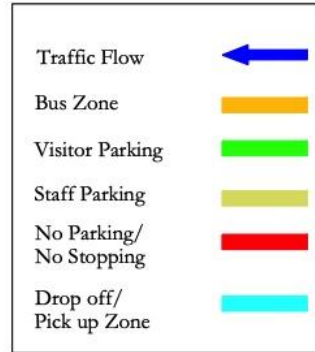 Traffic Flow
Bus Zone
Visitor Parking
Staff Parking
No Parking/
No Stopping
Drop off/
Pick up Zone